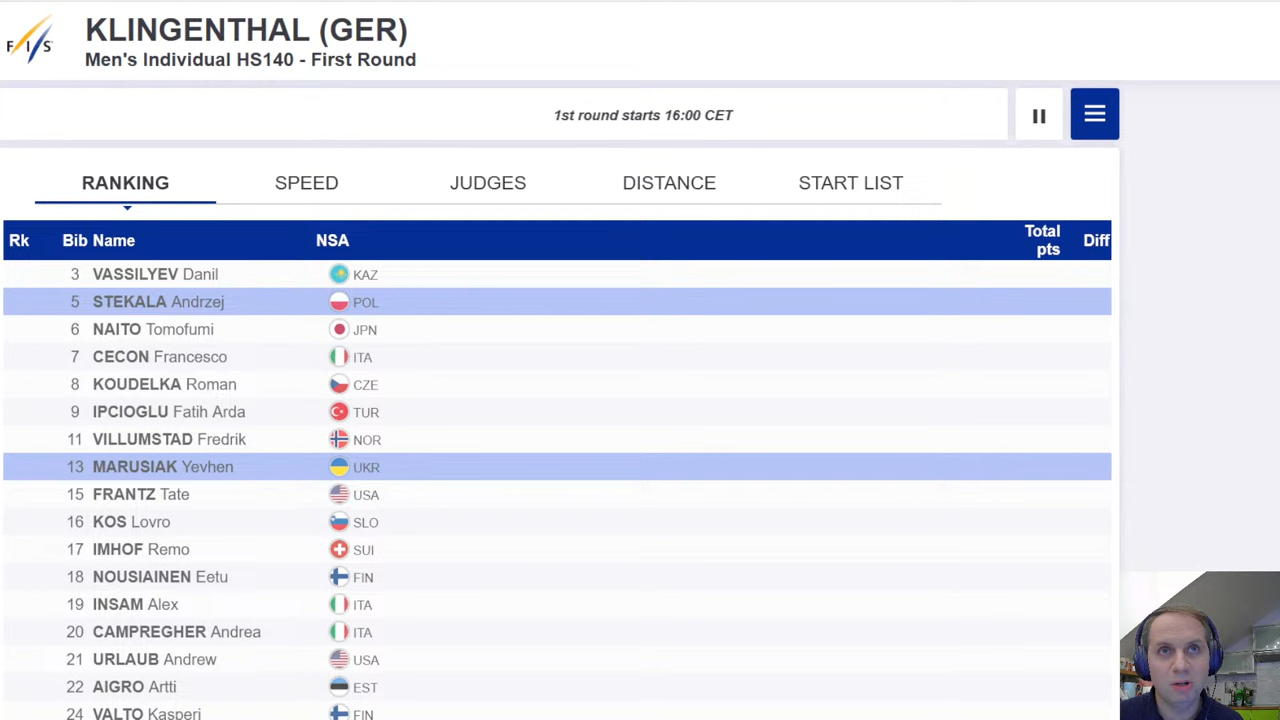 FIS
KLINGENTHAL (GER)
Men's Individual HS140 - First Round
1st round starts 16:00 CET
RANKING SPEED JUDGES DISTANCE START LIST
Rk Bib Name NSA Total pts Diff
3 VASSILYEV Danil KAZ
5 STEKALA Andrzej POL
6 NAITO Tomofumi JPN
7 CECON Francesco ITA
8 KOUDELKA Roman CZE
9 IPCIOGLU Fatih Arda TUR
11 VILLUMSTAD Fredrik NOR
13 MARUSIAK Yevhen UKR
15 FRANTZ Tate USA
16 KOS Lovro SLO
17 IMHOF Remo SUI
18 NOUSIAINEN Eetu FIN
19 INSAM Alex ITA
20 CAMPREGHER Andrea ITA
21 URLAUB Andrew USA
22 AIGRO Artti EST
24 VALTO Kasperi FIN